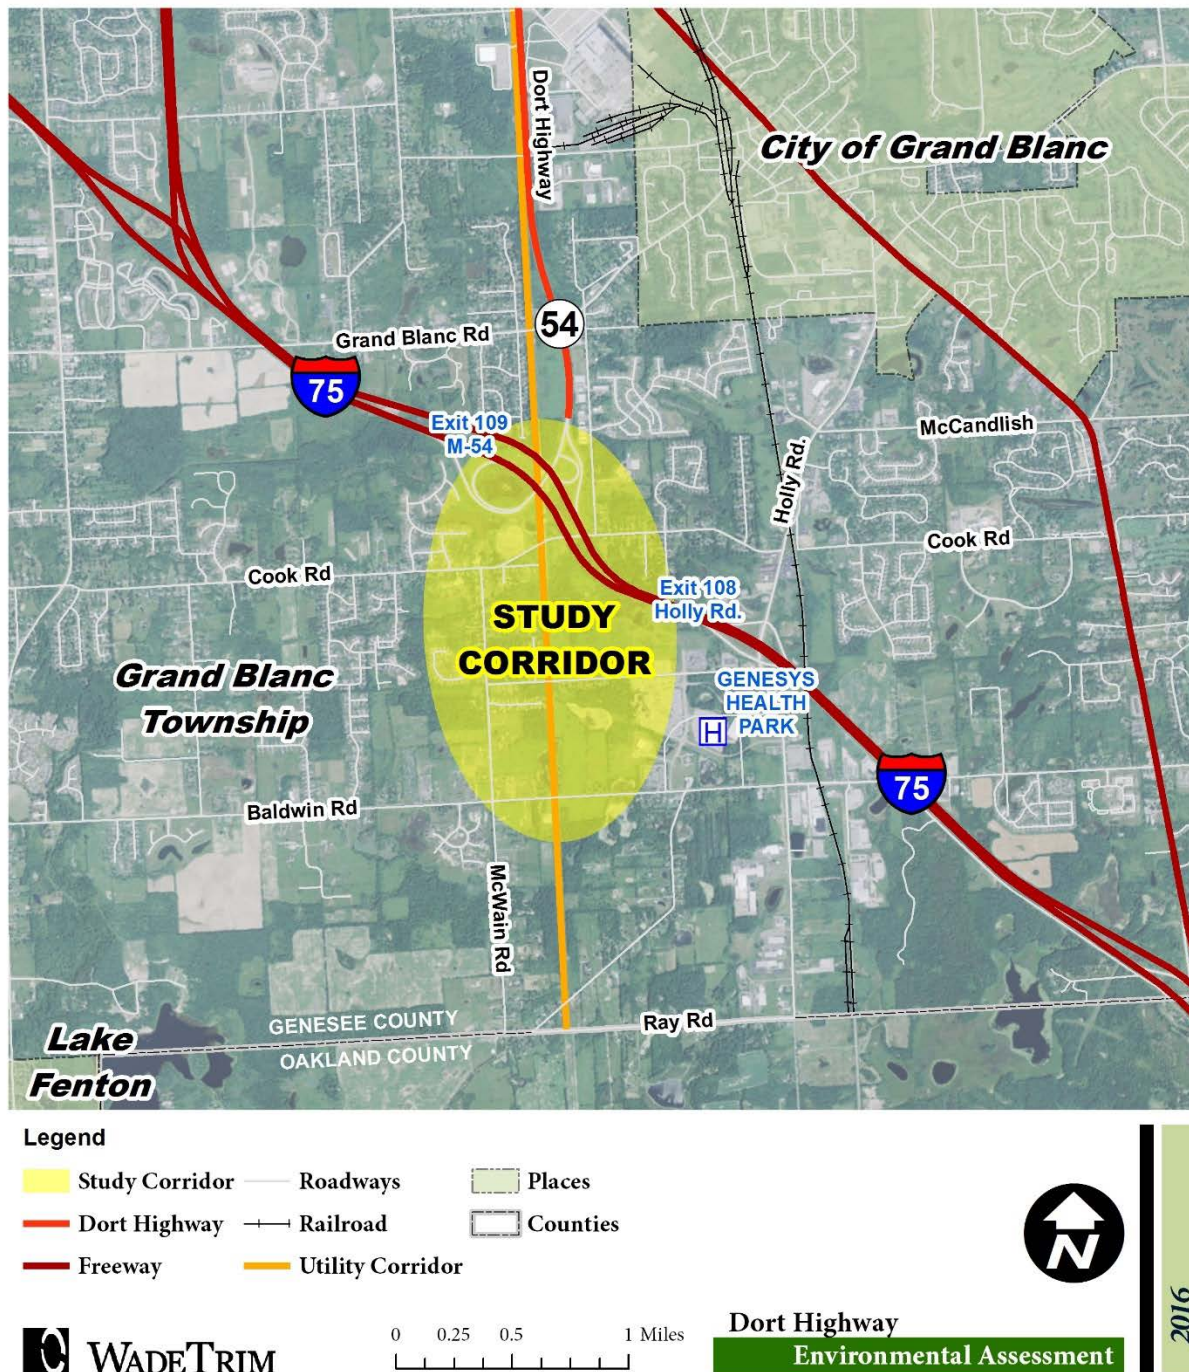 Dort Highway
City of Grand Blanc
54
Grand Blanc Rd
75
Exit 109
M-54
McCandlish
Holly Rd.
Cook Rd
Cook Rd
Exit 108
Holly Rd.
STUDY
CORRIDOR
Grand Blanc
Township
GENESYS
HEALTH
PARK
H
75
Baldwin Rd
McWain Rd
GENESEE COUNTY
Ray Rd
OAKLAND COUNTY
Lake
Fenton
Legend
Study Corridor
Roadways
Places
Dort Highway
Railroad
Counties
Freeway
Utility Corridor
N
2016
WADETRIM
0 0.25 0.5 1 Miles
Dort Highway
Environmental Assessment